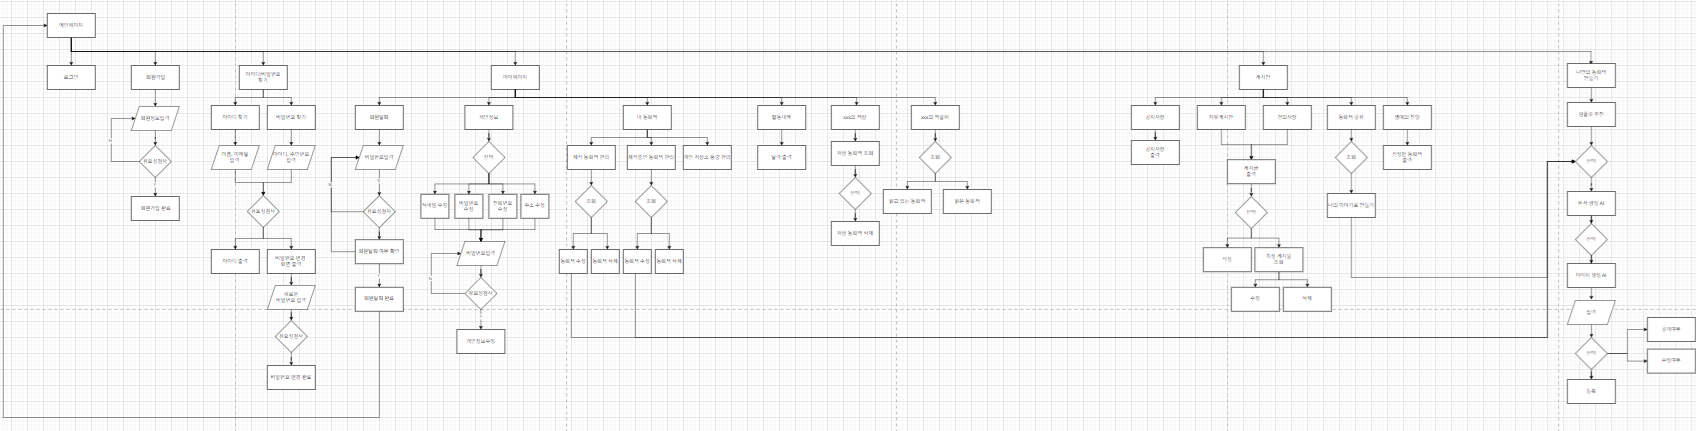 메인페이지
로그인
회원가입
아이디/비밀번호
찾기
마이페이지
게시판
나만의 동화책
만들기
회원정보입력
아이디 찾기
비밀번호 찾기
회원탈퇴
개인정보
내 동화책
활동내역
xxx의 책장
xxx의 책갈피
공지사항
자유게시판
건의사항
동화책 공유
명예의 전당
유효성검사
이름, 이메일
입력
아이디, 휴대번호
입력
비밀번호입력
선택
제작 동화책 관리
제작중인 동화책 관리
개인 저장소 용량 관리
달력 출력
저장 동화책 조회
조회
공지사항
출력
게시글
출력
조회
선정된 동화책
출력
선택
회원가입 완료
유효성검사
유효성검사
닉네임 수정
비밀번호
수정
전화번호
수정
주소 수정
조회
조회
선택
읽고 있는 동화책
읽은 동화책
선택
나의 이야기로 만들기
문서 생성 AI
저장 동화책 삭제
선택
아이디 출력
비밀번호 변경
화면 출력
회원탈퇴 여부 확인
비밀번호입력
동화책 수정
동화책 삭제
동화책 수정
동화책 삭제
작성
특정 게시글
조회
이미지 생성 AI
새로운
비밀번호 입력
회원탈퇴 완료
유효성검사
수정
삭제
입력
유효성검사
개인정보수정
선택
공개여부
수정여부
비밀번호 변경 완료
등록